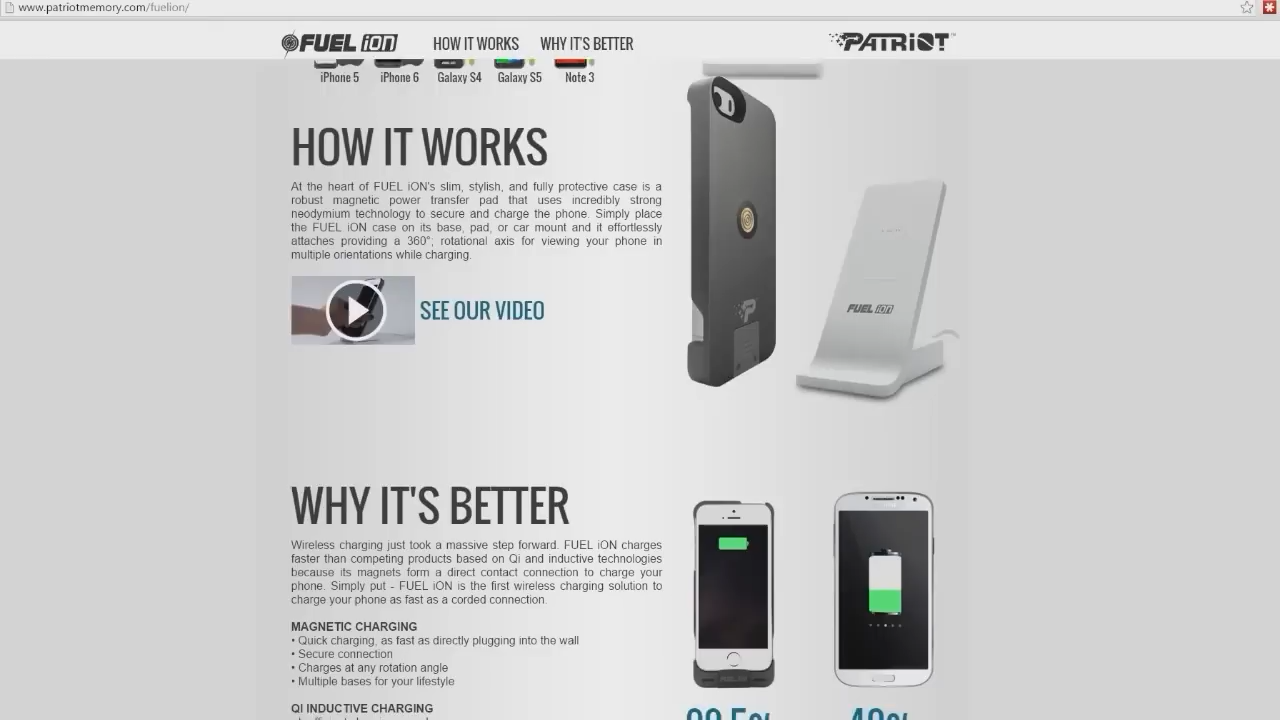 www.patriotmemory.com/fuelion/
FUEL iON HOW IT WORKS WHY IT'S BETTER PATRIOT™
iPhone 5 iPhone 6 Galaxy S4 Galaxy S5 Note 3
HOW IT WORKS
At the heart of FUEL iON's slim, stylish, and fully protective case is a
robust magnetic power transfer pad that uses incredibly strong
neodymium technology to secure and charge the phone. Simply place
the FUEL iON case on its base, pad, or car mount and it effortlessly
attaches providing a 360°; rotational axis for viewing your phone in
multiple orientations while charging.
FUEL iON
SEE OUR VIDEO
WHY IT'S BETTER
Wireless charging just took a massive step forward. FUEL iON charges
faster than competing products based on Qi and inductive technologies
because its magnets form a direct contact connection to charge your
phone. Simply put - FUEL iON is the first wireless charging solution to
charge your phone as fast as a corded connection.
MAGNETIC CHARGING
• Quick charging, as fast as directly plugging into the wall
• Secure connection
• Charges at any rotation angle
• Multiple bases for your lifestyle
QI INDUCTIVE CHARGING